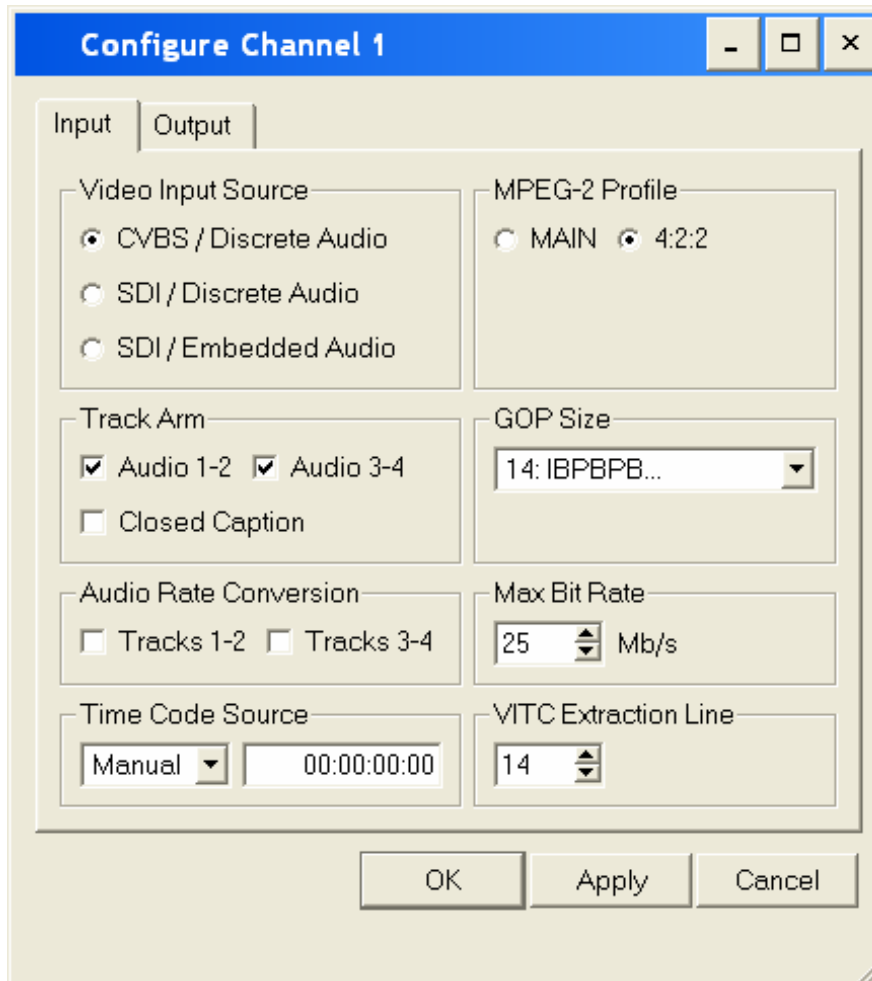 Configure Channel 1
Input
Output
Video Input Source
CVBS / Discrete Audio
SDI / Discrete Audio
SDI / Embedded Audio
MPEG-2 Profile
MAIN
4:2:2
Track Arm
Audio 1-2
Audio 3-4
Closed Caption
GOP Size
14: IBPBPB...
Audio Rate Conversion
Tracks 1-2
Tracks 3-4
Max Bit Rate
25
Mb/s
Time Code Source
Manual
00:00:00:00
VITC Extraction Line
14
OK
Apply
Cancel